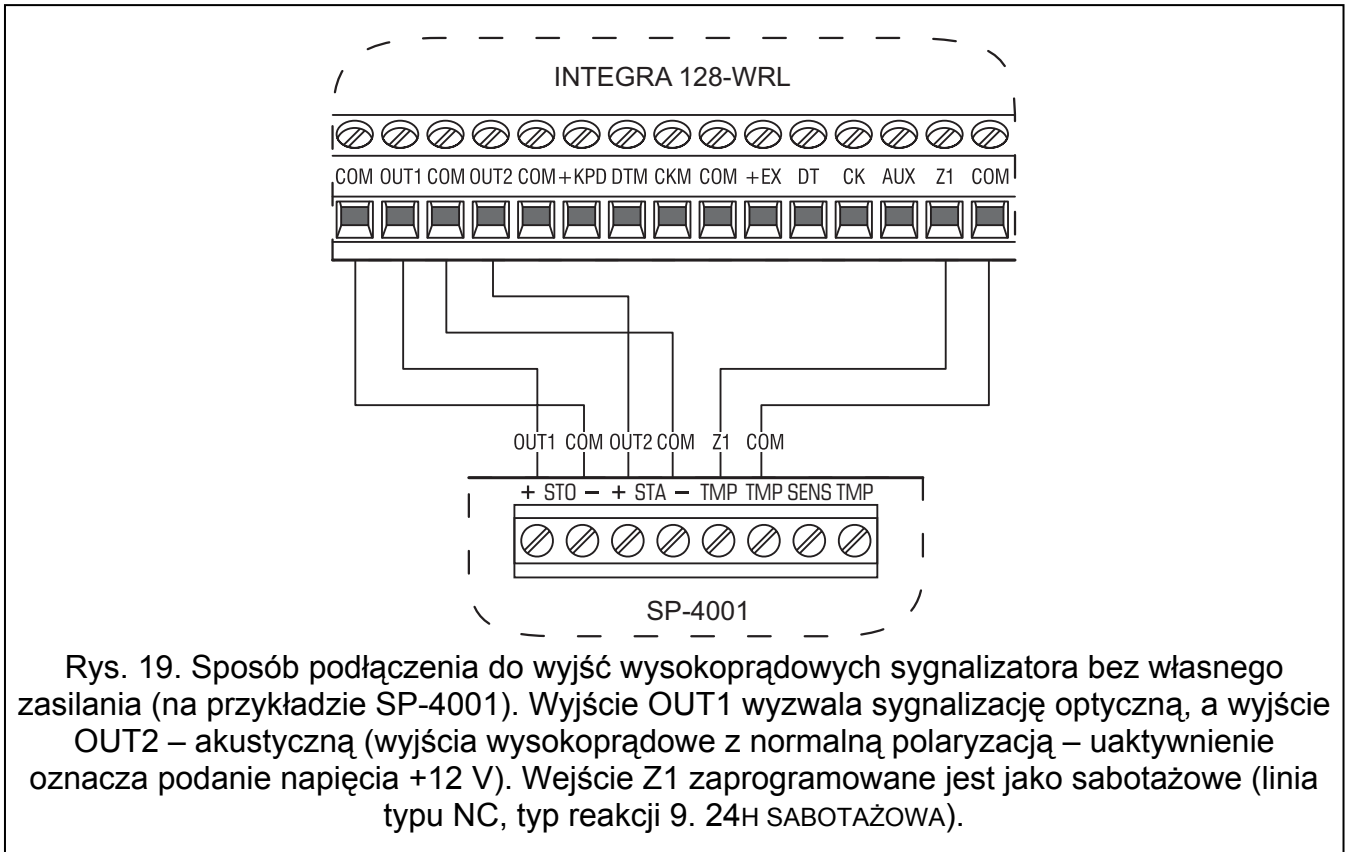 INTEGRA 128-WRL
COM OUT1 COM OUT2 COM +KPD DTM CKM COM +EX DT CK AUX Z1 COM
OUT1 COM OUT2 COM Z1 COM
+ STO − + STA − TMP TMP SENS TMP
SP-4001
Rys. 19. Sposób podłączenia do wyjść wysokoprądowych sygnalizatora bez własnego
zasilania (na przykładzie SP-4001). Wyjście OUT1 wyzwala sygnalizację optyczną, a wyjście
OUT2 – akustyczną (wyjścia wysokoprądowe z normalną polaryzacją – uaktywnienie
oznacza podanie napięcia +12 V). Wejście Z1 zaprogramowane jest jako sabotażowe (linia
typu NC, typ reakcji 9. 24H SABOTAŻOWA).